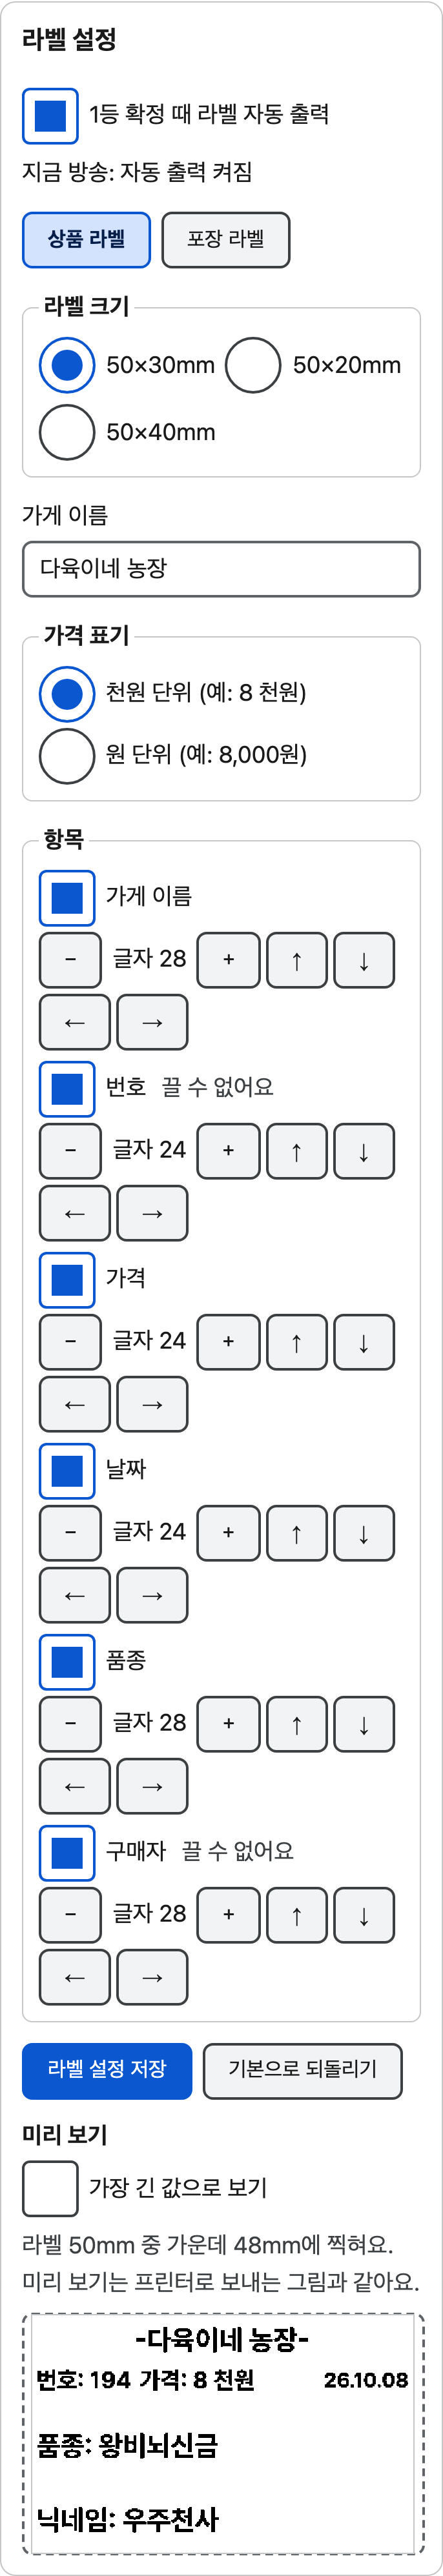 라벨 설정
1등 확정 때 라벨 자동 출력
지금 방송: 자동 출력 켜짐
상품 라벨 포장 라벨
라벨 크기
50×30mm 50×20mm
50×40mm
가게 이름
다육이네 농장
가격 표기
천원 단위 (예: 8 천원)
원 단위 (예: 8,000원)
항목
가게 이름
− 글자 28 + ↑ ↓
← →
번호 끌 수 없어요
− 글자 24 + ↑ ↓
← →
가격
− 글자 24 + ↑ ↓
← →
날짜
− 글자 24 + ↑ ↓
← →
품종
− 글자 28 + ↑ ↓
← →
구매자 끌 수 없어요
− 글자 28 + ↑ ↓
← →
라벨 설정 저장 기본으로 되돌리기
미리 보기
가장 긴 값으로 보기
라벨 50mm 중 가운데 48mm에 찍혀요.
미리 보기는 프린터로 보내는 그림과 같아요.
-다육이네 농장-
번호: 194 가격: 8 천원 26.10.08
품종: 왕비뇌신금
닉네임: 우주천사